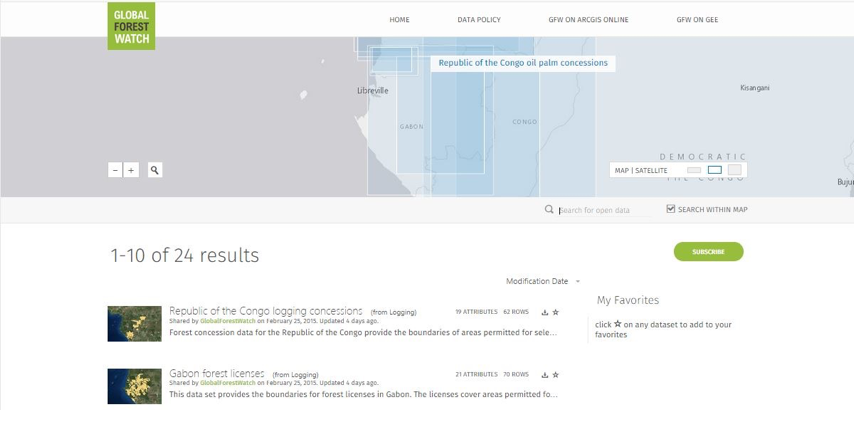 GLOBAL
FOREST
WATCH
HOME DATA POLICY GFW ON ARCGIS ONLINE GFW ON GEE
Republic of the Congo oil palm concessions
Libreville
Kisangani
GABON
CONGO
DEMOCRATIC
THE CONGO
MAP | SATELLITE
Buju
Search for open data
SEARCH WITHIN MAP
1-10 of 24 results
SUBSCRIBE
Modification Date
My Favorites
click ☆ on any dataset to add to your
favorites
Republic of the Congo logging concessions (from Logging) 19 ATTRIBUTES 62 ROWS
Shared by GlobalForestWatch on February 25, 2015. Updated 4 days ago.
Forest concession data for the Republic of the Congo provide the boundaries of areas permitted for sele...
Gabon forest licenses (from Logging) 21 ATTRIBUTES 70 ROWS
Shared by GlobalForestWatch on February 25, 2015. Updated 4 days ago.
This data set provides the boundaries for forest licenses in Gabon. The licenses cover areas permitted fo...